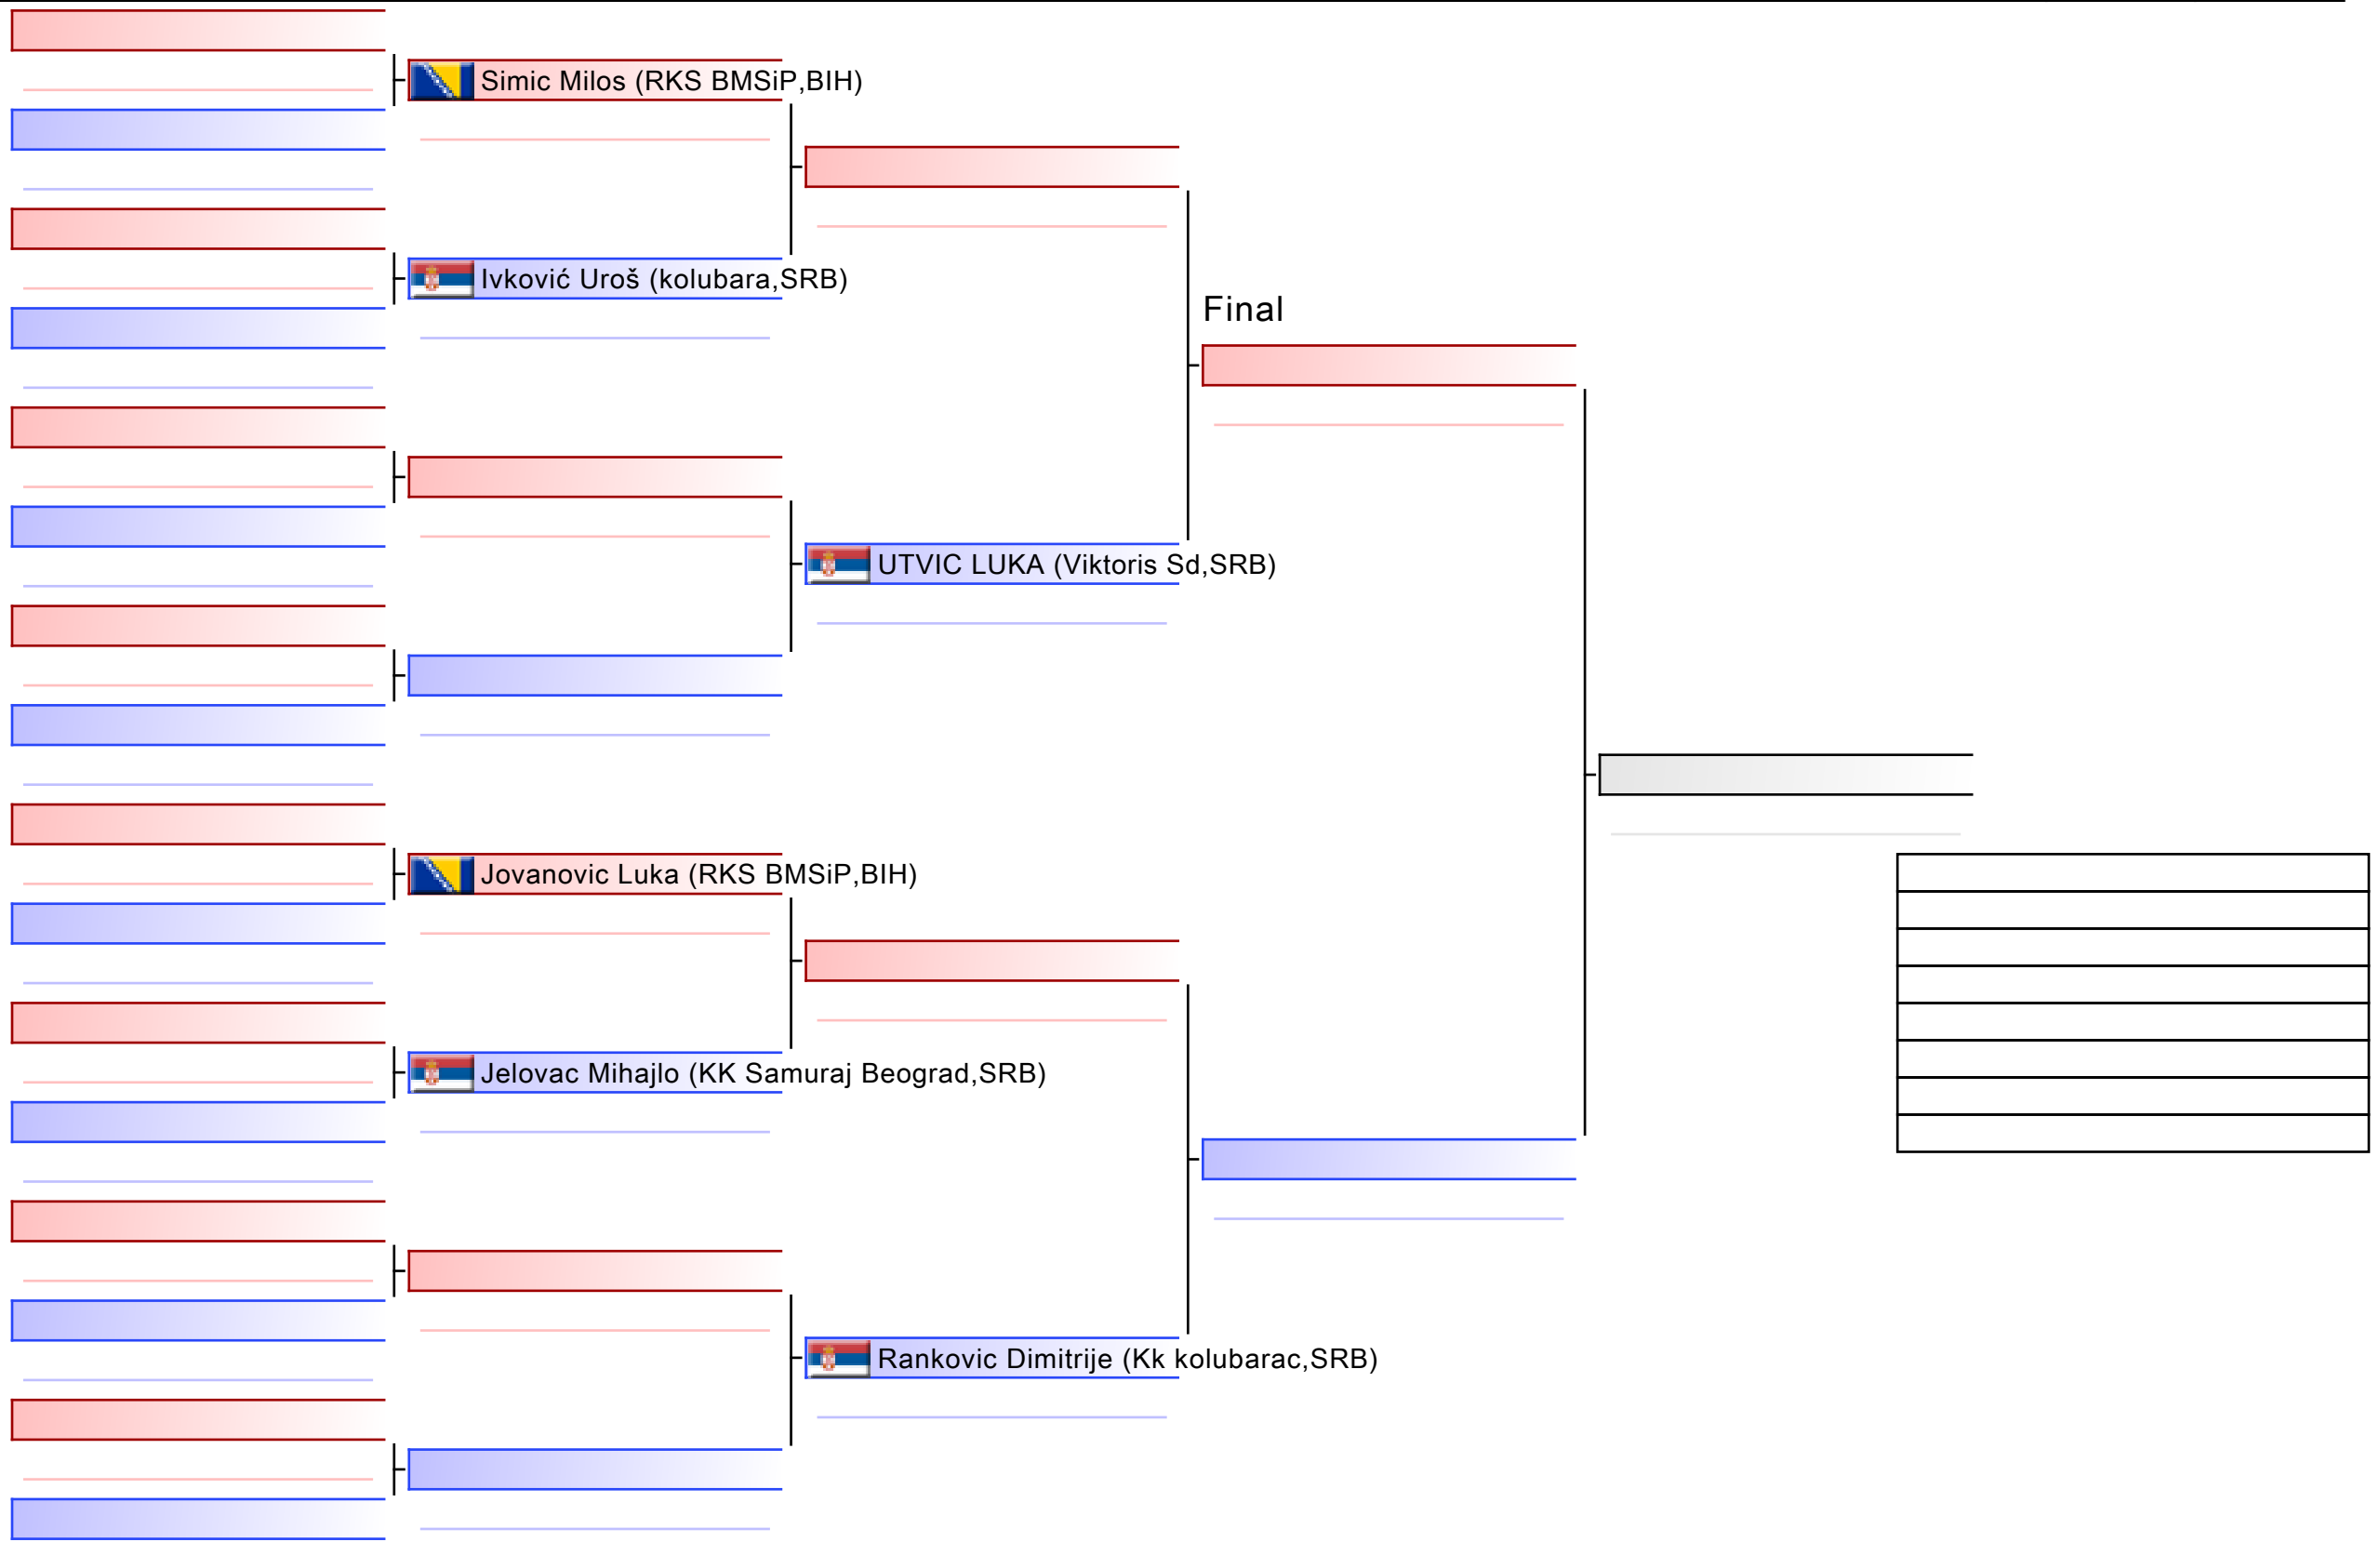 Simic Milos (RKS BMSiP,BIH)
Ivković Uroš (kolubara,SRB)
Final
UTVIC LUKA (Viktoris Sd,SRB)
Jovanovic Luka (RKS BMSiP,BIH)
Jelovac Mihajlo (KK Samuraj Beograd,SRB)
Rankovic Dimitrije (Kk kolubarac,SRB)